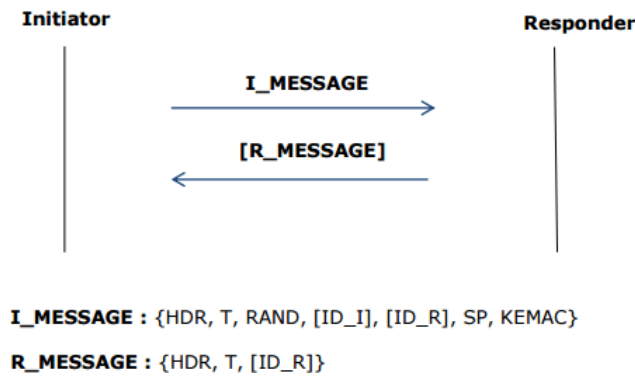 Initiator
Responder
I_MESSAGE
[R_MESSAGE]
I_MESSAGE : {HDR, T, RAND, [ID_I], [ID_R], SP, KEMAC}
R_MESSAGE : {HDR, T, [ID_R]}